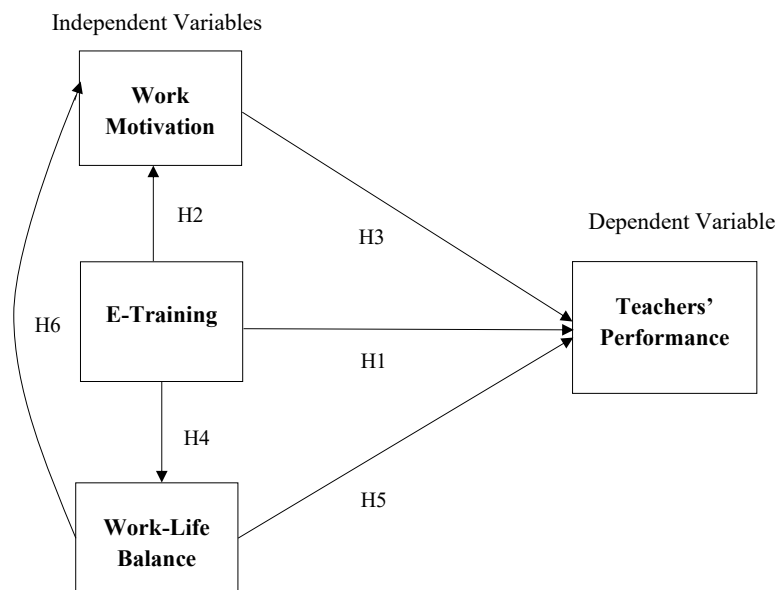 Independent Variables
Work
Motivation
H2
H3
Dependent Variable
E-Training
Teachers’
Performance
H6
H1
H4
H5
Work-Life
Balance